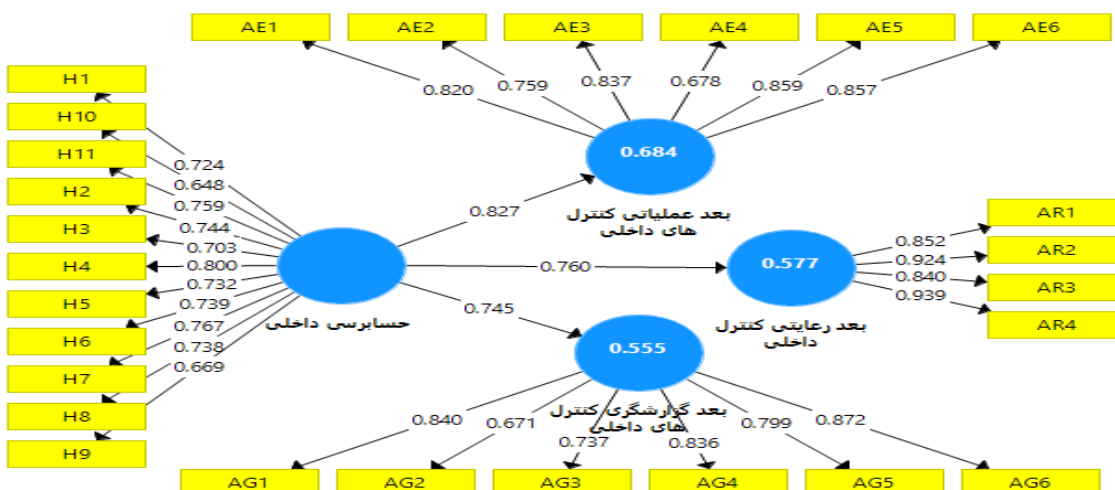 AE1 AE2 AE3 AE4 AE5 AE6
0.820 0.759 0.837 0.678 0.859 0.857
H1
H10
H11
H2
H3
H4
H5
H6
H7
H8
H9
0.724
0.648
0.759
0.744
0.703
0.800
0.732
0.739
0.767
0.738
0.669
حسابرسی داخلی
0.827
0.760
0.745
0.684
بعد عملیاتی کنترل
های داخلی
0.577
بعد رعایتی کنترل
داخلی
0.852
0.924
0.840
0.939
AR1
AR2
AR3
AR4
0.555
بعد گزارشگری کنترل
های داخلی
0.840 0.671 0.737 0.836 0.799 0.872
AG1 AG2 AG3 AG4 AG5 AG6